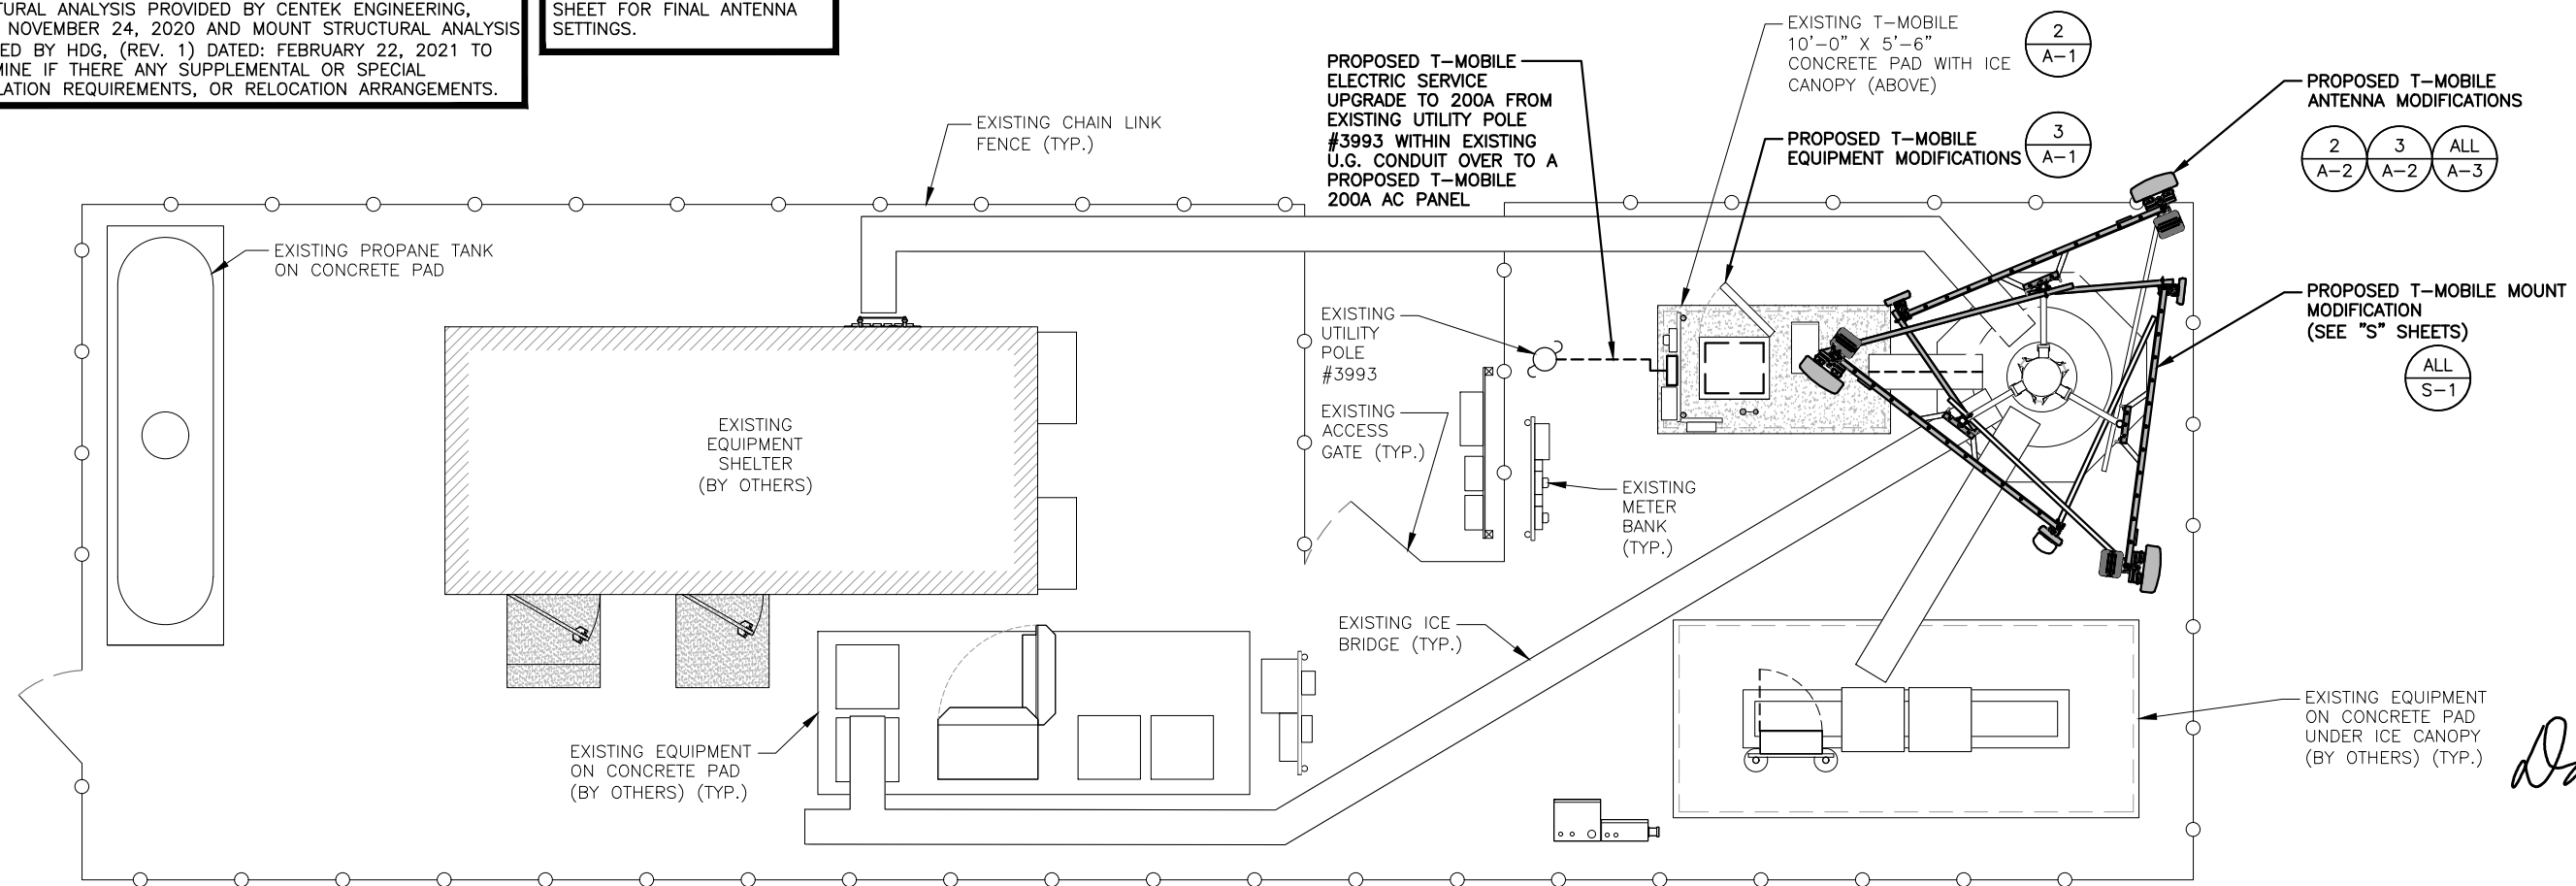 TURAL ANALYSIS PROVIDED BY CENTEK ENGINEERING,
NOVEMBER 24, 2020 AND MOUNT STRUCTURAL ANALYSIS
ED BY HDG, (REV. 1) DATED: FEBRUARY 22, 2021 TO
MINE IF THERE ANY SUPPLEMENTAL OR SPECIAL
LATION REQUIREMENTS, OR RELOCATION ARRANGEMENTS.
SHEET FOR FINAL ANTENNA
SETTINGS.
EXISTING CHAIN LINK
FENCE (TYP.)
EXISTING PROPANE TANK
ON CONCRETE PAD
PROPOSED T-MOBILE
ELECTRIC SERVICE
UPGRADE TO 200A FROM
EXISTING UTILITY POLE
#3993 WITHIN EXISTING
U.G. CONDUIT OVER TO A
PROPOSED T-MOBILE
200A AC PANEL
EXISTING T-MOBILE
10'-0" X 5'-6"
CONCRETE PAD WITH ICE
CANOPY (ABOVE)
2
A-1
PROPOSED T-MOBILE
EQUIPMENT MODIFICATIONS
3
A-1
PROPOSED T-MOBILE
ANTENNA MODIFICATIONS
2
A-2
3
A-2
ALL
A-3
PROPOSED T-MOBILE MOUNT
MODIFICATION
(SEE "S" SHEETS)
ALL
S-1
EXISTING
UTILITY
POLE
#3993
EXISTING
ACCESS
GATE (TYP.)
EXISTING
EQUIPMENT
SHELTER
(BY OTHERS)
EXISTING
METER
BANK
(TYP.)
EXISTING ICE
BRIDGE (TYP.)
EXISTING EQUIPMENT
ON CONCRETE PAD
(BY OTHERS) (TYP.)
EXISTING EQUIPMENT
ON CONCRETE PAD
UNDER ICE CANOPY
(BY OTHERS) (TYP.)